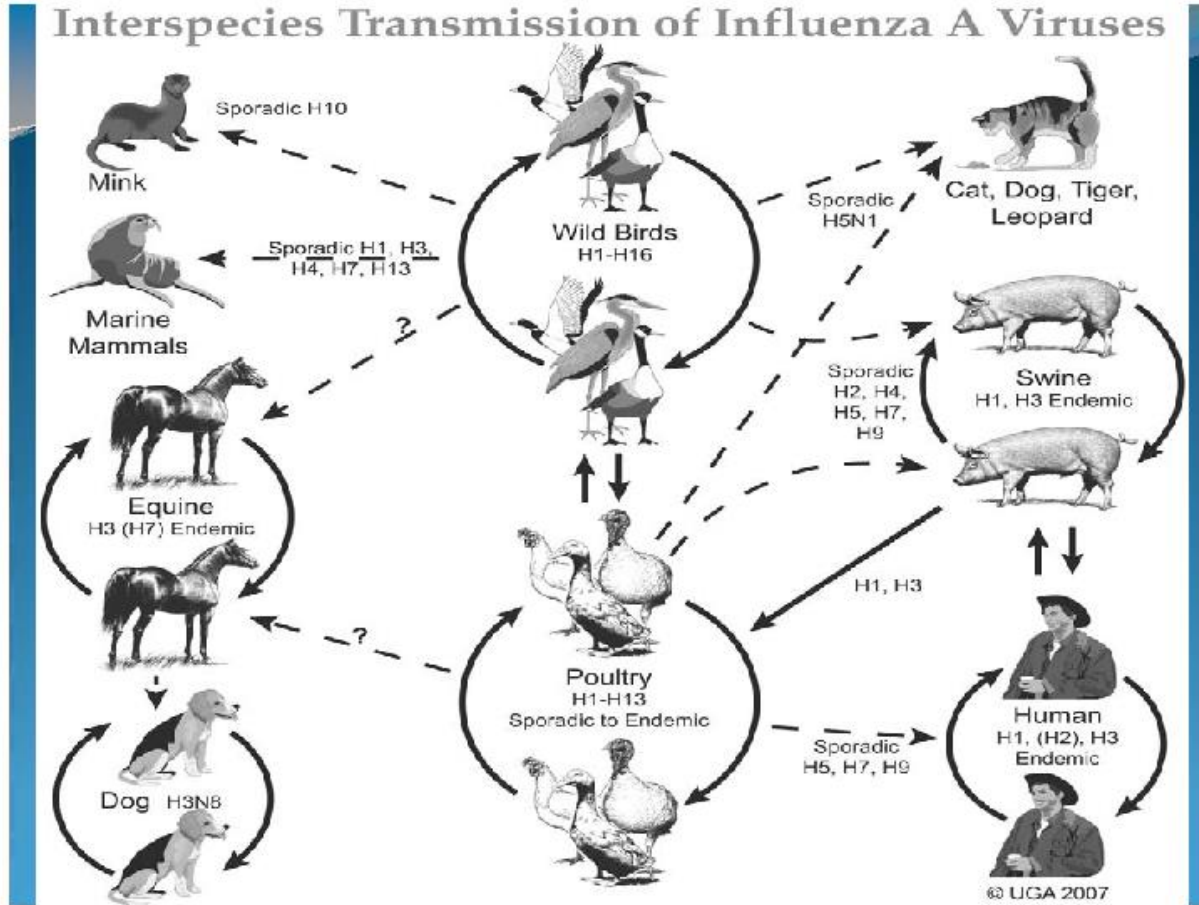 Interspecies Transmission of Influenza A Viruses
Sporadic H10
Mink
Sporadic H1, H3,
H4, H7, H13
Marine
Mammals
?
Wild Birds
H1-H16
Sporadic
H5N1
Cat, Dog, Tiger,
Leopard
Sporadic
H2, H4,
H5, H7,
H9
Swine
H1, H3 Endemic
Equine
H3 (H7) Endemic
?
H1, H3
Poultry
H1-H13
Sporadic to Endemic
Sporadic
H5, H7, H9
Human
H1, (H2), H3
Endemic
Dog H3N8
© UGA 2007